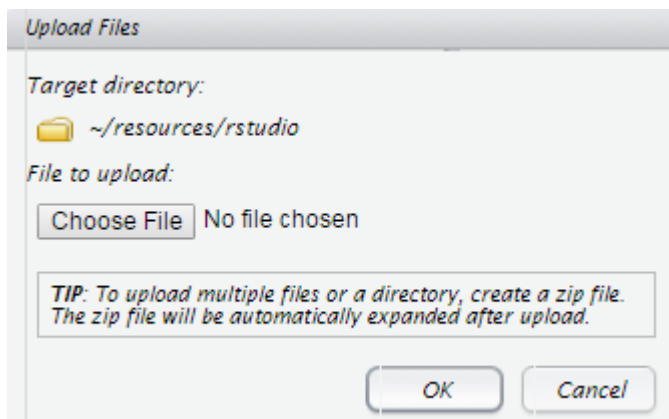 Upload Files
Target directory:
~/resources/rstudio
File to upload:
Choose File No file chosen
TIP: To upload multiple files or a directory, create a zip file.
The zip file will be automatically expanded after upload.
OK Cancel